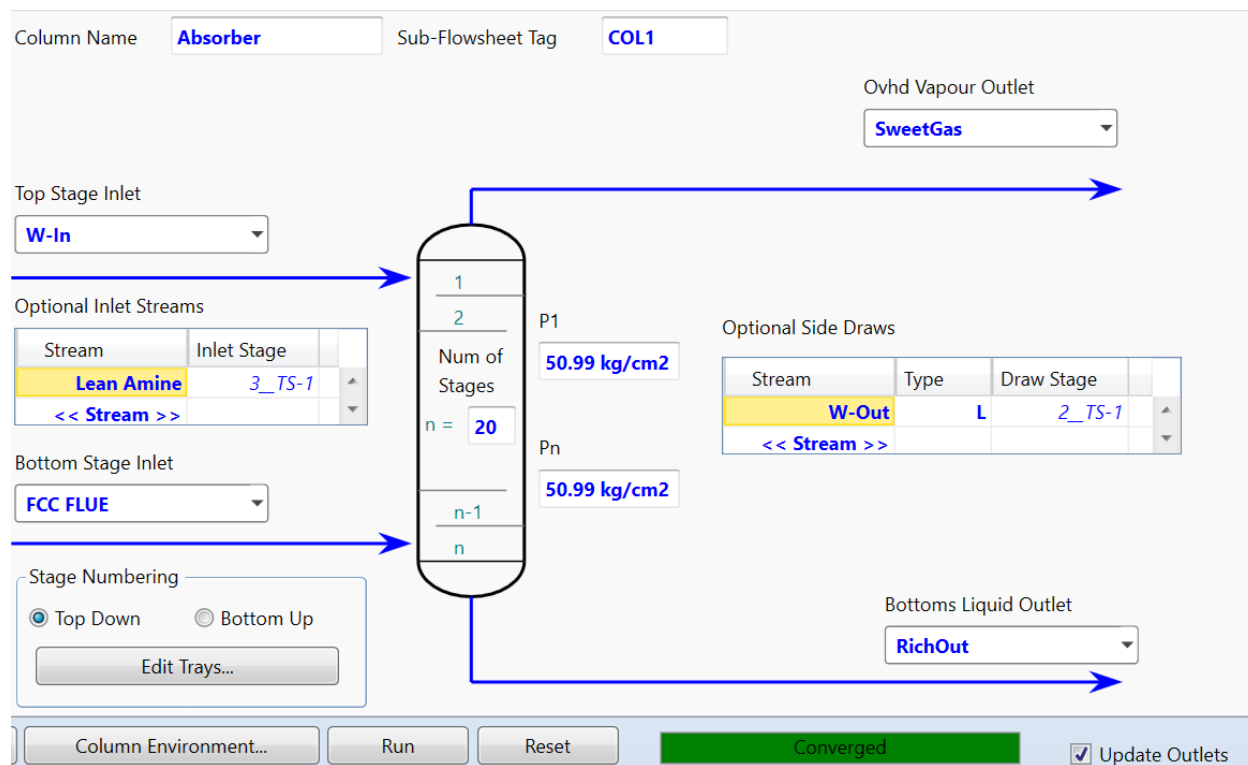 Column Name Absorber Sub-Flowsheet Tag COL1
Ovhd Vapour Outlet
SweetGas
Top Stage Inlet
W-In
Optional Inlet Streams
Stream Inlet Stage
Lean Amine 3__TS-1
<< Stream >>
Bottom Stage Inlet
FCC FLUE
Stage Numbering
Top Down Bottom Up
Edit Trays...
1
2
Num of
Stages
n = 20
n-1
n
P1
50.99 kg/cm2
Pn
50.99 kg/cm2
Optional Side Draws
Stream Type Draw Stage
W-Out L 2__TS-1
<< Stream >>
Bottoms Liquid Outlet
RichOut
Column Environment... Run Reset Converged Update Outlets